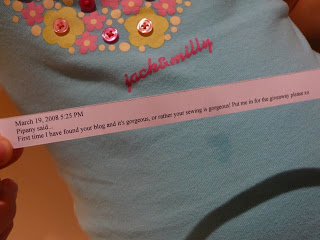 jack&milly
March 19, 2008 5:25 PM
Pipany said...
First time I have found your blog and it's gorgeous, or rather your sewing is gorgeous! Put me in for the giveaway please xx